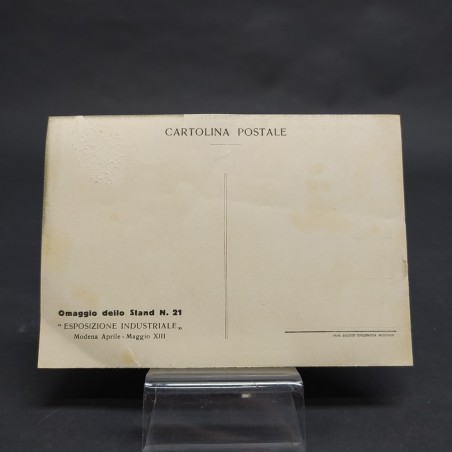 CARTOLINA POSTALE
Omaggio dello Stand N. 21
" ESPOSIZIONE INDUSTRIALE „
Modena Aprile - Maggio XIII